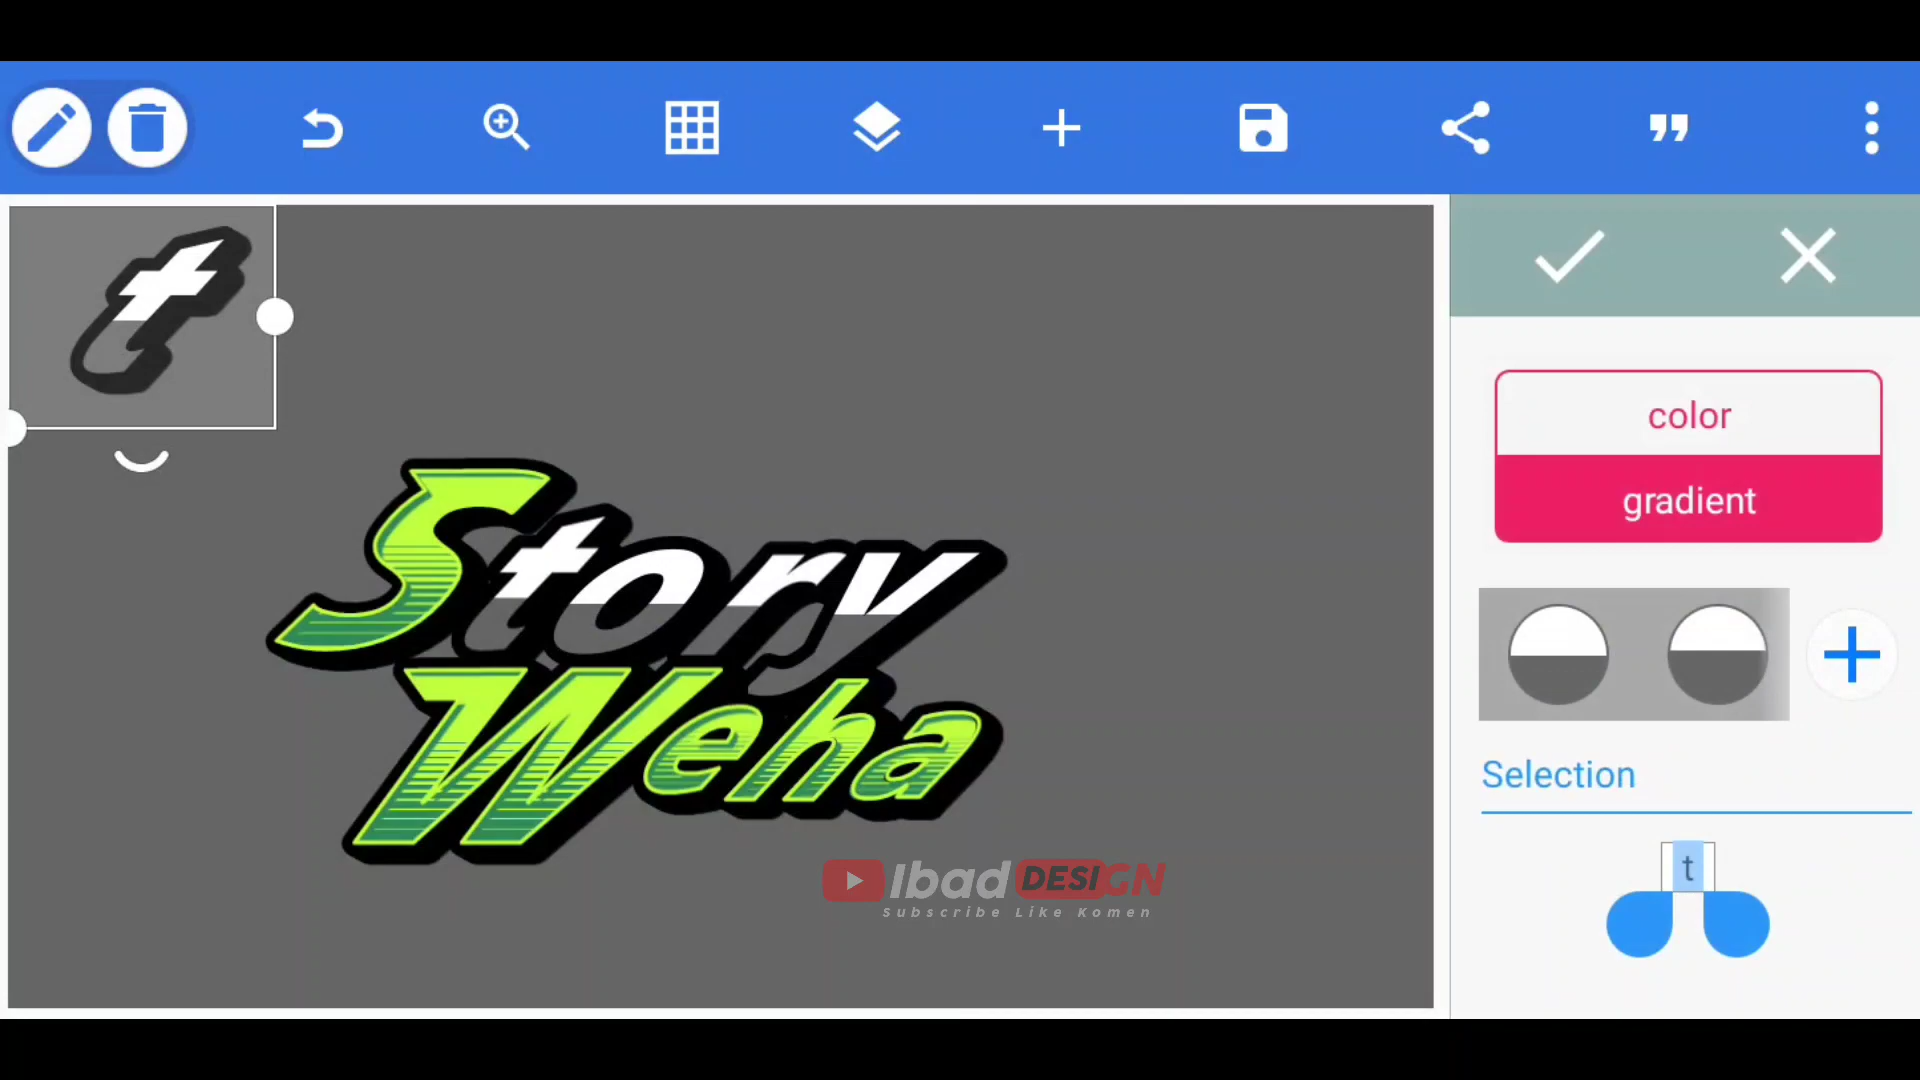 t
color
gradient
Selection
t
Story
Weha
Ibad DESIGN
Subscribe Like Komen